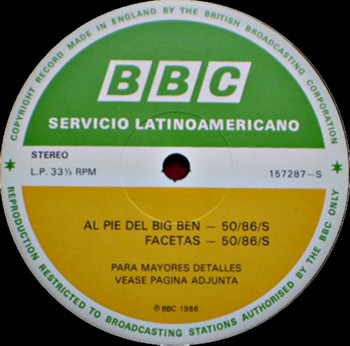 COPYRIGHT RECORD MADE IN ENGLAND BY THE BRITISH BROADCASTING CORPORATION
BBC
SERVICIO LATINOAMERICANO
STEREO
L.P. 33⅓ RPM
157287-S
AL PIE DEL BIG BEN – 50/86/S
FACETAS – 50/86/S
PARA MAYORES DETALLES
VEASE PAGINA ADJUNTA
℗ BBC 1986
REPRODUCTION RESTRICTED TO BROADCASTING STATIONS AUTHORISED BY THE BBC ONLY